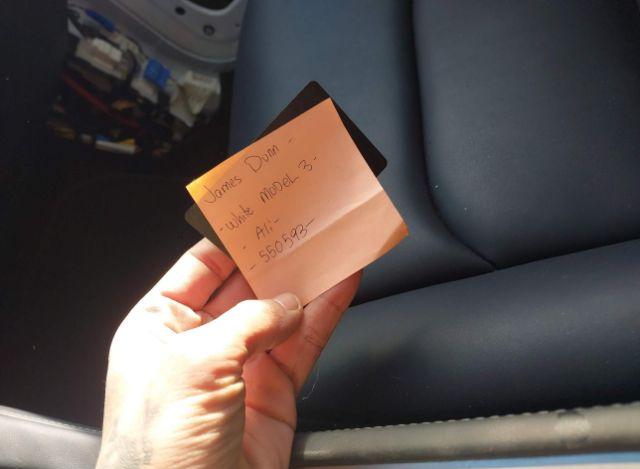 James Dunn -
- White MODEL 3 -
- Ali -
- 550593 -